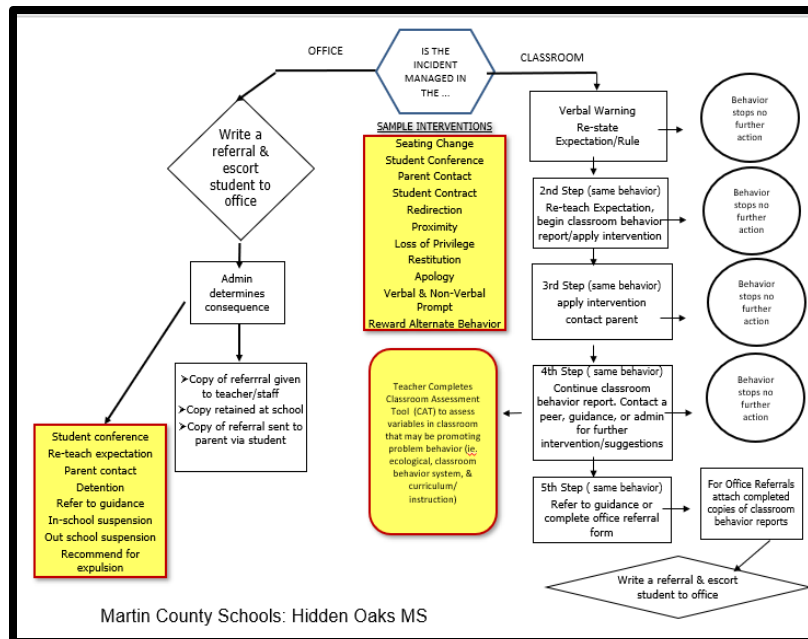 OFFICE
IS THE
INCIDENT
MANAGED IN
THE ...
CLASSROOM
Write a
referral &
escort
student to
office
Admin
determines
consequence
➤Copy of referrral given
to teacher/staff
➤Copy retained at school
➤Copy of referral sent to
parent via student
Student conference
Re-teach expectation
Parent contact
Detention
Refer to guidance
In-school suspension
Out school suspension
Recommend for
expulsion
SAMPLE INTERVENTIONS
Seating Change
Student Conference
Parent Contact
Student Contract
Redirection
Proximity
Loss of Privilege
Restitution
Apology
Verbal & Non-Verbal
Prompt
Reward Alternate Behavior
Verbal Warning
Re-state
Expectation/Rule
Behavior
stops no
further
action
2nd Step (same behavior)
Re-teach Expectation,
begin classroom behavior
report/apply intervention
Behavior
stops no
further
action
3rd Step (same behavior)
apply intervention
contact parent
Behavior
stops no
further
action
4th Step ( same behavior)
Continue classroom
behavior report. Contact a
peer, guidance, or admin
for further
intervention/suggestions
Behavior
stops no
further
action
Teacher Completes
Classroom Assessment
Tool (CAT) to assess
variables in classroom
that may be promoting
problem behavior (ie.
ecological, classroom
behavior system, &
curriculum/
instruction)
5th Step ( same behavior)
Refer to guidance or
complete office referral
form
For Office Referrals
attach completed
copies of classroom
behavior reports
Write a referral & escort
student to office
Martin County Schools: Hidden Oaks MS